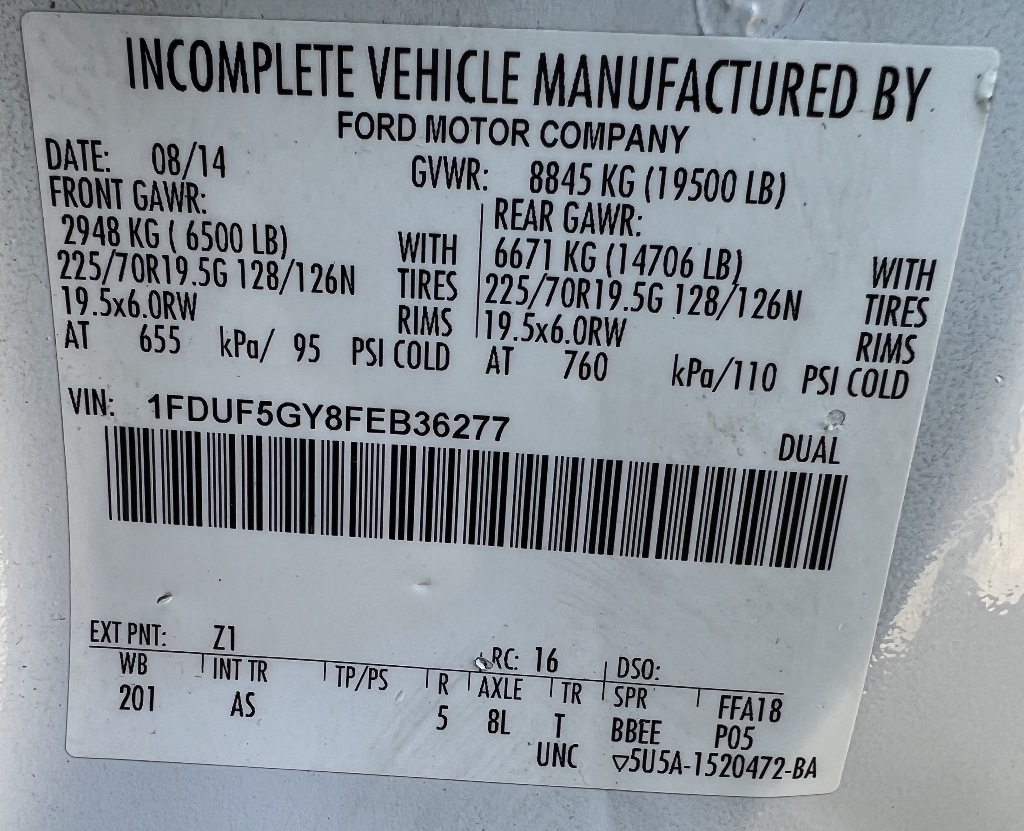 INCOMPLETE VEHICLE MANUFACTURED BY
FORD MOTOR COMPANY
DATE: 08/14 GVWR: 8845 KG (19500 LB)
FRONT GAWR: REAR GAWR:
2948 KG ( 6500 LB) WITH 6671 KG (14706 LB) WITH
225/70R19.5G 128/126N TIRES 225/70R19.5G 128/126N TIRES
19.5x6.0RW RIMS 19.5x6.0RW RIMS
AT 655 kPa/ 95 PSI COLD AT 760 kPa/110 PSI COLD
VIN: 1FDUF5GY8FEB36277
DUAL
EXT PNT: Z1 RC: 16 DSO:
WB INT TR TP/PS R AXLE TR SPR FFA18
201 AS 5 8L T BBEE P05
UNC ▽5U5A-1520472-BA